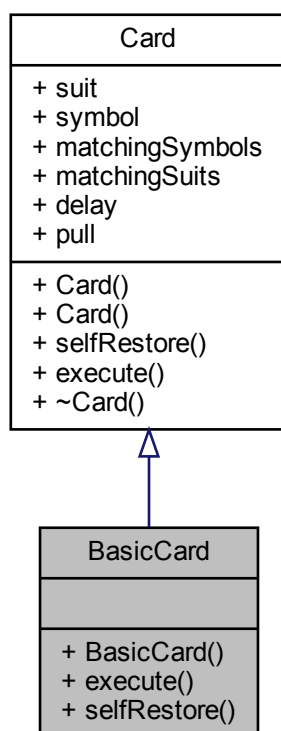 Card
+ suit
+ symbol
+ matchingSymbols
+ matchingSuits
+ delay
+ pull
+ Card()
+ Card()
+ selfRestore()
+ execute()
+ ~Card()
BasicCard
+ BasicCard()
+ execute()
+ selfRestore()